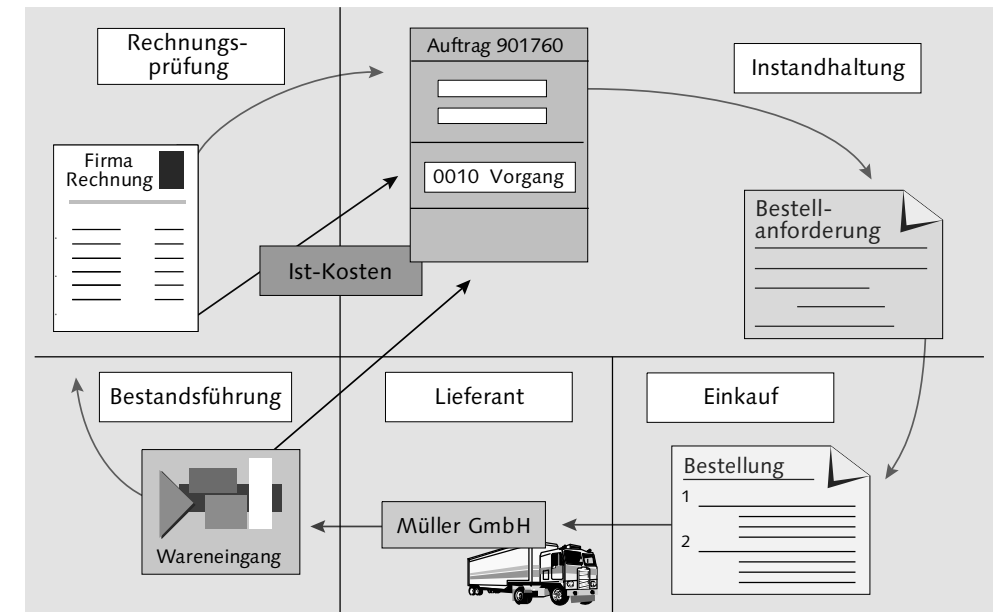 Rechnungs-
prüfung
Auftrag 901760
Instandhaltung
Firma
Rechnung
0010 Vorgang
Bestell-
anforderung
Ist-Kosten
Bestandsführung
Lieferant
Einkauf
Bestellung
1
2
Müller GmbH
Wareneingang